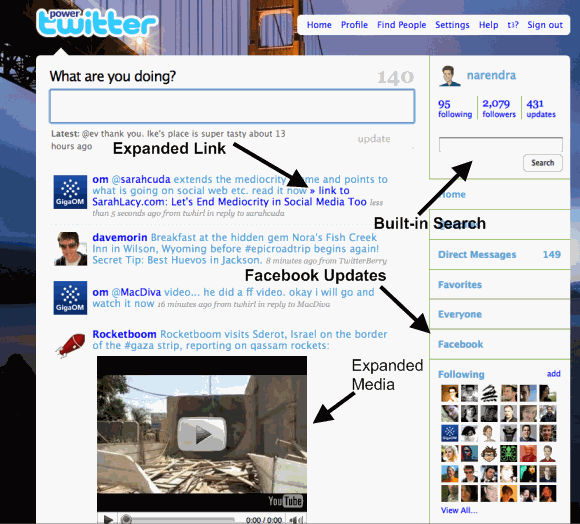 power
twitter
Home Profile Find People Settings Help Sign out
What are you doing? 140
Latest: @ev thank you. Ike's place is super tasty about 13
hours ago
update
Expanded Link
om @sarahcuda extends the mediocrity me and points to
what is going on social web etc. read it now » link to
SarahLacy.com: Let's End Mediocrity in Social Media Too less
than 5 seconds ago from twhirl in reply to sarahcuda
GigaOM
davemorin Breakfast at the hidden gem Nora's Fish Creek
Inn in Wilson, Wyoming before #epicroadtrip begins again!
Secret Tip: Best Huevos in Jackson. 8 minutes ago from TwitterBerry
Facebook Updates
om @MacDiva video... he did a ff video. okay i will go and
watch it now 16 minutes ago from twhirl in reply to MacDiva
GigaOM
Rocketboom Rocketboom visits Sderot, Israel on the border
of the #gaza strip, reporting on qassam rockets:
Expanded
Media
YouTube
0:00 / 0:00
narendra
95 2,079 431
following followers updates
Search
Home
Built-in Search
Direct Messages 149
Favorites
Everyone
Facebook
Following add
View All...